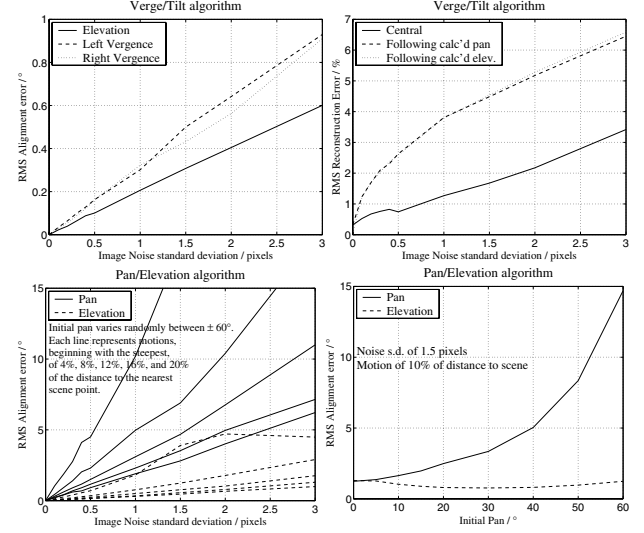 Verge/Tilt algorithm
Elevation
Left Vergence
Right Vergence
RMS Alignment error / °
1
0.8
0.6
0.4
0.2
0
0 0.5 1 1.5 2 2.5 3
Image Noise standard deviation / pixels
Verge/Tilt algorithm
Central
Following calc'd pan
Following calc'd elev.
RMS Reconstruction Error / %
7
6
5
4
3
2
1
0
0 0.5 1 1.5 2 2.5 3
Image Noise standard deviation / pixels
Pan/Elevation algorithm
Pan
Elevation
Initial pan varies randomly between ± 60°.
Each line represents motions,
beginning with the steepest,
of 4%, 8%, 12%, 16%, and 20%
of the distance to the nearest
scene point.
RMS Alignment error / °
15
10
5
0
0 0.5 1 1.5 2 2.5 3
Image Noise standard deviation / pixels
Pan/Elevation algorithm
Pan
Elevation
Noise s.d. of 1.5 pixels
Motion of 10% of distance to scene
RMS Alignment error / °
15
10
5
0
0 10 20 30 40 50 60
Initial Pan / °